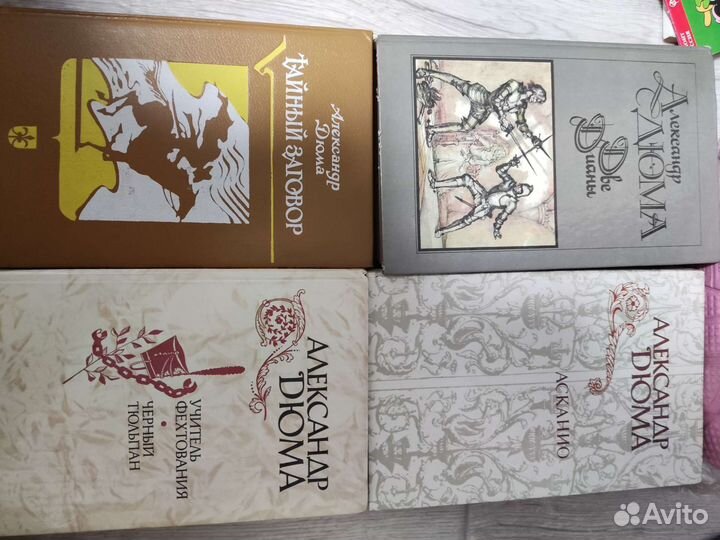 Александр
Дюма
ТАЙНЫЙ ЗАГОВОР
Александр
ДЮМА
Две
Дианы
АЛЕКСАНДР
ДЮМА
УЧИТЕЛЬ
ФЕХТОВАНИЯ
•
ЧЕРНЫЙ
ТЮЛЬПАН
АЛЕКСАНДР
ДЮМА
АСКАНИО
Avito